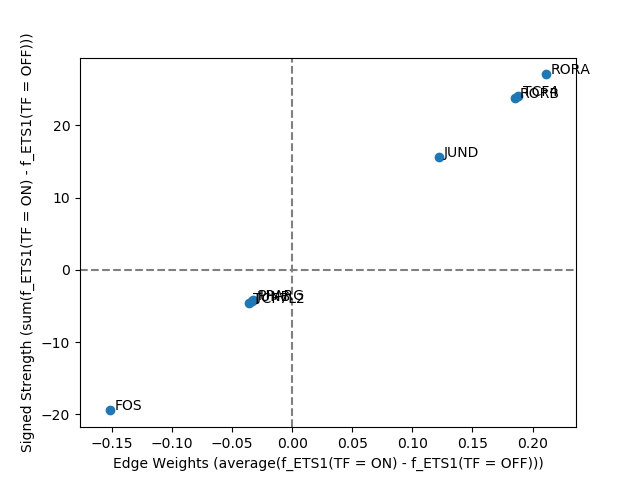 Signed Strength (sum(f_ETS1(TF = ON) - f_ETS1(TF = OFF)))
RORA
TCF4
RORB
JUND
PPARG
TCF7L2
FOS
20
10
0
−10
−20
−0.15
−0.10
−0.05
0.00
0.05
0.10
0.15
0.20
Edge Weights (average(f_ETS1(TF = ON) - f_ETS1(TF = OFF)))